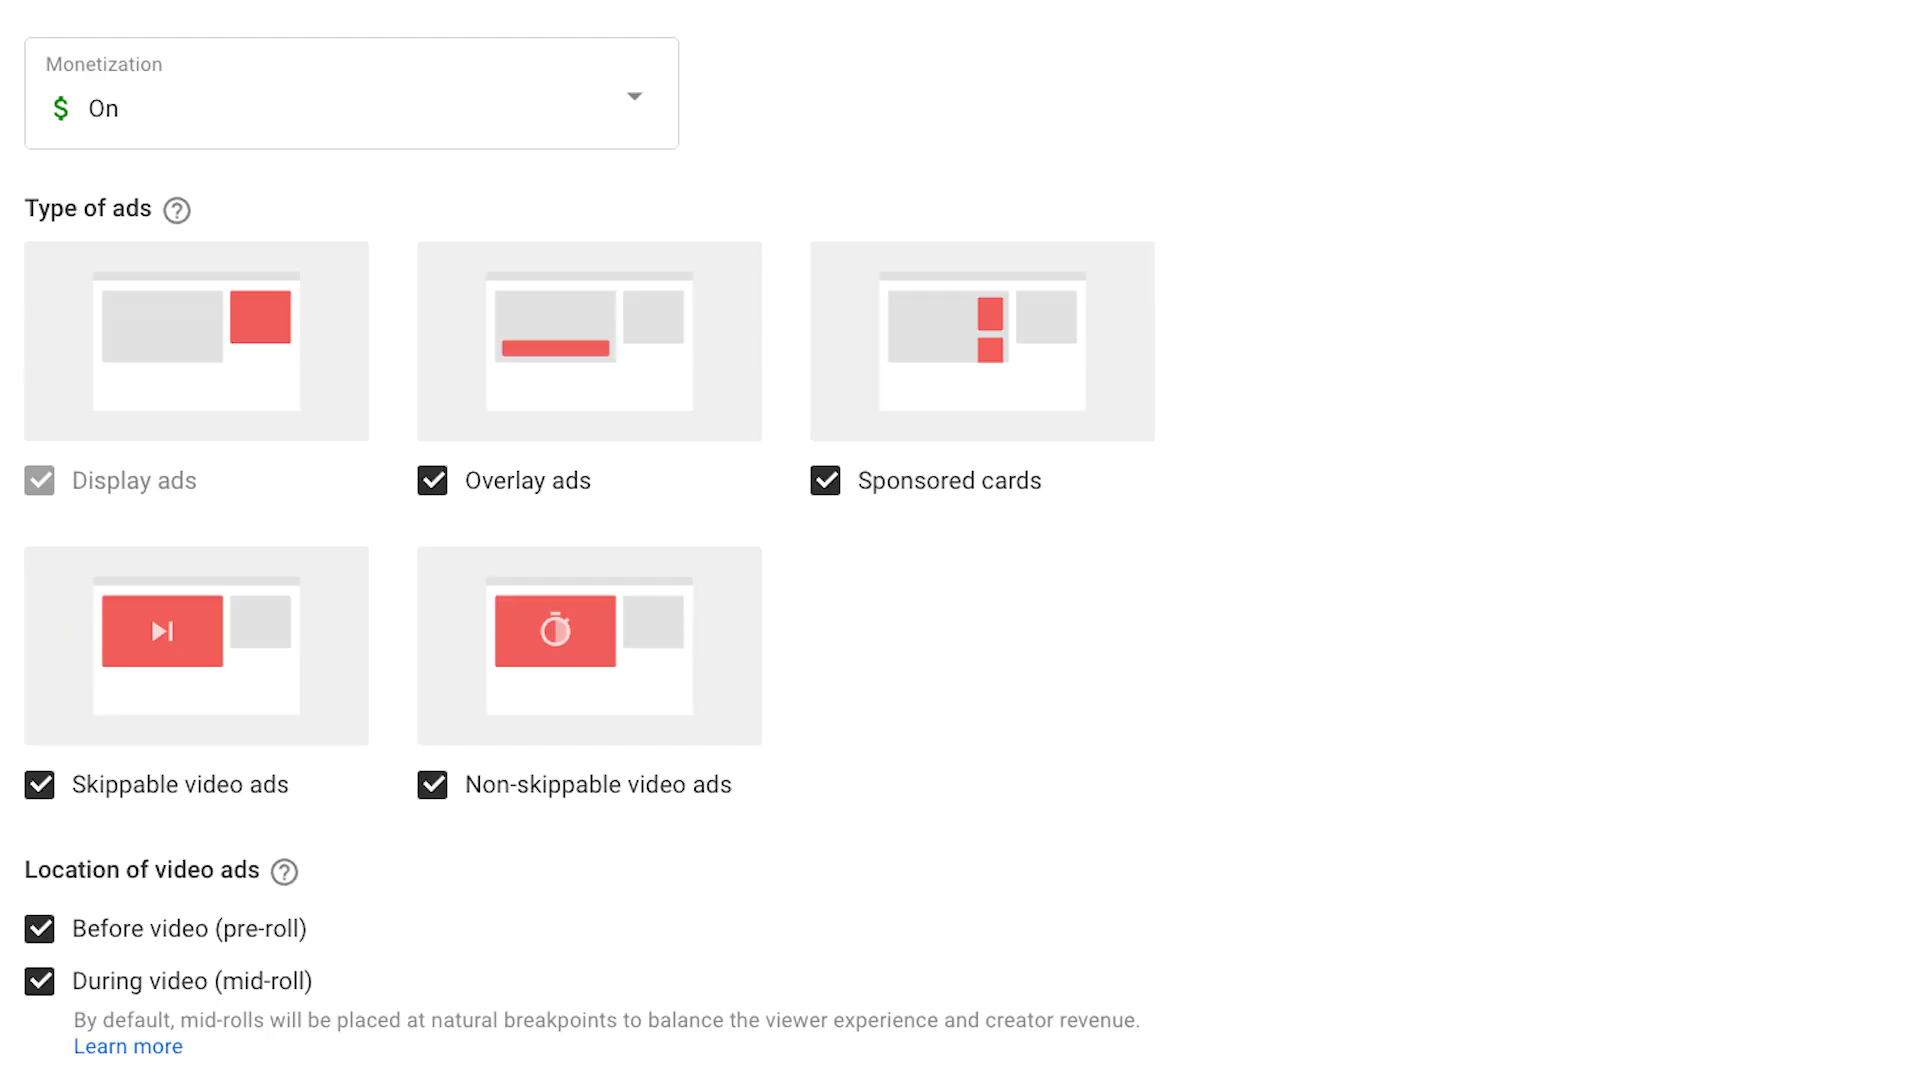 Monetization
$ On
Type of ads ?
Display ads
Overlay ads
Sponsored cards
Skippable video ads
Non-skippable video ads
Location of video ads ?
Before video (pre-roll)
During video (mid-roll)
By default, mid-rolls will be placed at natural breakpoints to balance the viewer experience and creator revenue.
Learn more